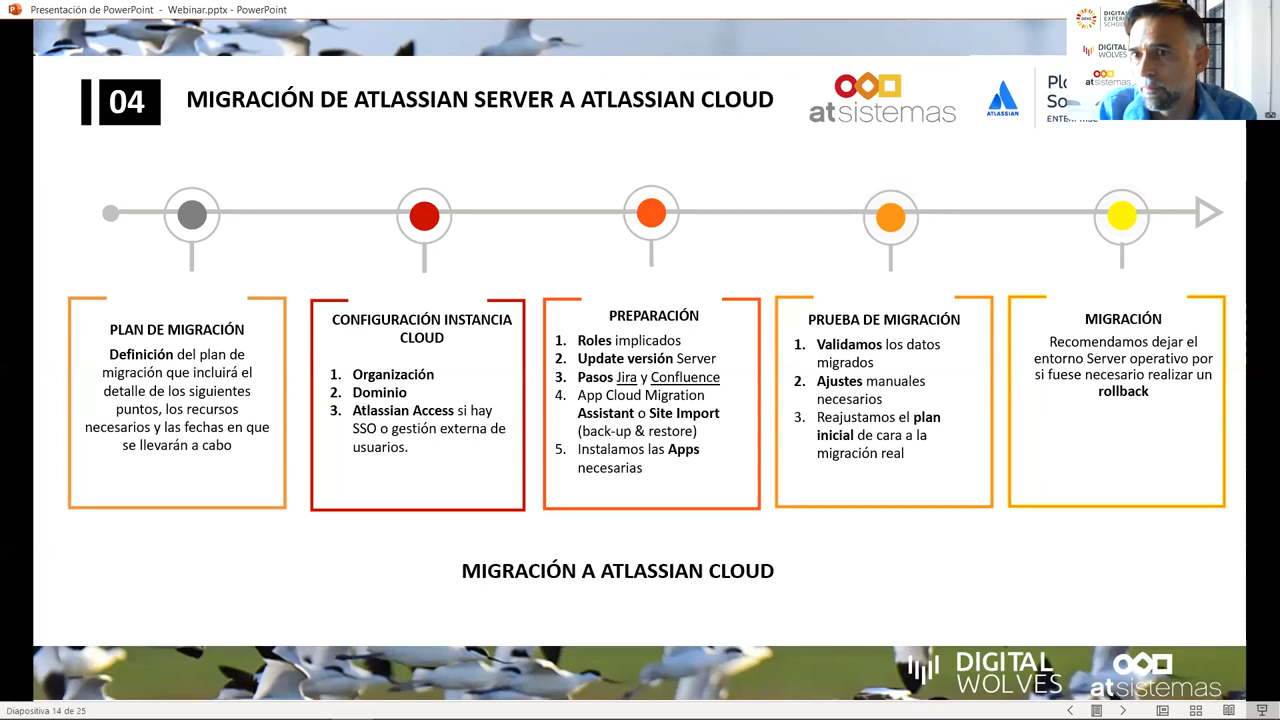 Presentación de PowerPoint - Webinar.pptx - PowerPoint
DIGITAL
DIGITAL
WOLVES
atsistemas
04
MIGRACIÓN DE ATLASSIAN SERVER A ATLASSIAN CLOUD
atsistemas
ATLASSIAN
PLAN DE MIGRACIÓN
Definición del plan de
migración que incluirá el
detalle de los siguientes
puntos, los recursos
necesarios y las fechas en que
se llevarán a cabo
CONFIGURACIÓN INSTANCIA
CLOUD
1. Organización
2. Dominio
3. Atlassian Access si hay
SSO o gestión externa de
usuarios.
PREPARACIÓN
1. Roles implicados
2. Update versión Server
3. Pasos Jira y Confluence
4. App Cloud Migration
Assistant o Site Import
(back-up & restore)
5. Instalamos las Apps
necesarias
PRUEBA DE MIGRACIÓN
1. Validamos los datos
migrados
2. Ajustes manuales
necesarios
3. Reajustamos el plan
inicial de cara a la
migración real
MIGRACIÓN
Recomendamos dejar el
entorno Server operativo por
si fuese necesario realizar un
rollback
MIGRACIÓN A ATLASSIAN CLOUD
DIGITAL
WOLVES
atsistemas
Diapositiva 14 de 25